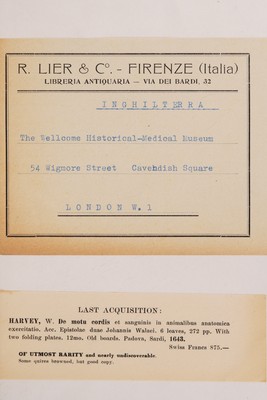 R. LIER & Cº. - FIRENZE (Italia)
LIBRERIA ANTIQUARIA — VIA DEI BARDI, 32
INGHILTERRA
The Wellcome Historical-Medical Museum
54 Wigmore Street Cavehdish Square
LONDON W. 1
LAST ACQUISITION:
HARVEY, W. De motu cordis et sanguinis in animalibus anatomica
exercitatio. Acc. Epistolae duae Johannis Walaei. 6 leaves, 272 pp. With
two folding plates. 12mo. Old boards. Padova, Sardi, 1643.
Swiss Francs 875.—
OF UTMOST RARITY and nearly undiscoverable.
Some quires browned, but good copy.